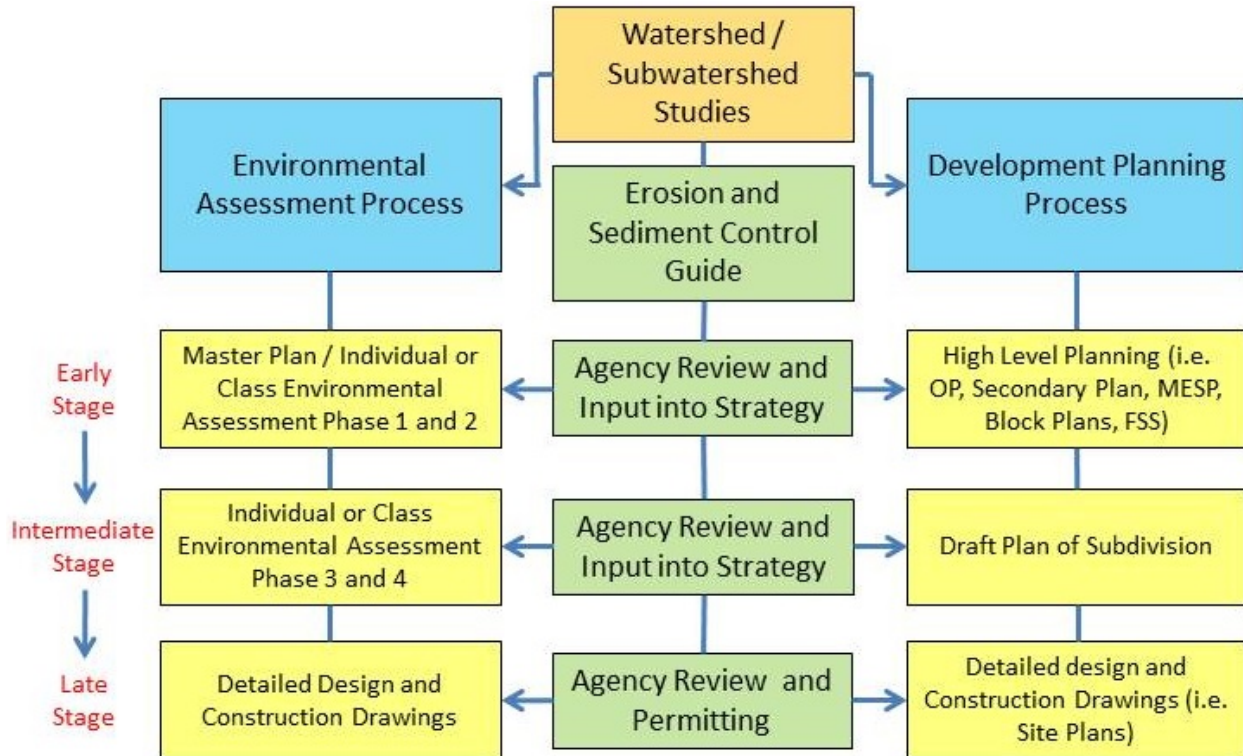 Watershed /
Subwatershed
Studies
Environmental
Assessment Process
Erosion and
Sediment Control
Guide
Development Planning
Process
Early
Stage
Master Plan / Individual or
Class Environmental
Assessment Phase 1 and 2
Agency Review and
Input into Strategy
High Level Planning (i.e.
OP, Secondary Plan, MESP,
Block Plans, FSS)
Intermediate
Stage
Individual or Class
Environmental Assessment
Phase 3 and 4
Agency Review and
Input into Strategy
Draft Plan of Subdivision
Late
Stage
Detailed Design and
Construction Drawings
Agency Review and
Permitting
Detailed design and
Construction Drawings (i.e.
Site Plans)